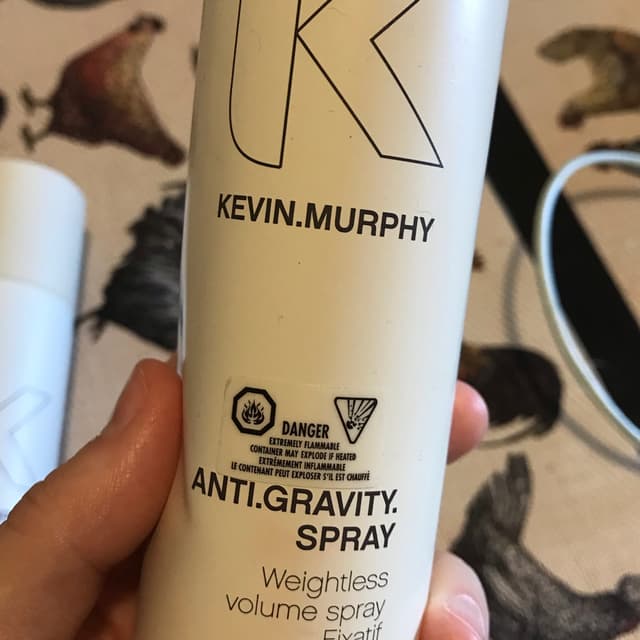 K
KEVIN.MURPHY
DANGER
EXTREMELY FLAMMABLE
CONTAINER MAY EXPLODE IF HEATED
EXTRÊMEMENT INFLAMMABLE
LE CONTENANT PEUT EXPLOSER S'IL EST CHAUFFÉ
ANTI.GRAVITY.
SPRAY
Weightless
volume spray
Fixatif